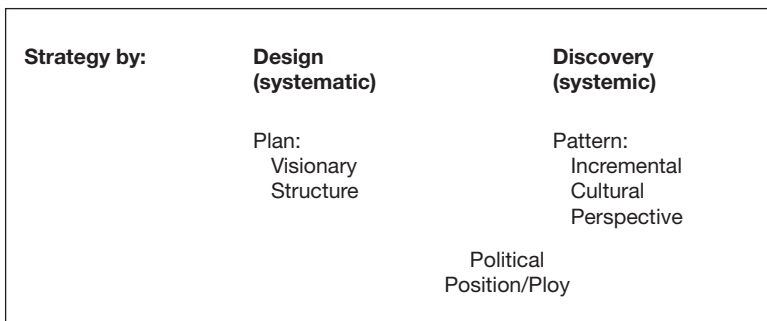 Strategy by: Design Discovery
(systematic) (systemic)
Plan: Pattern:
Visionary Incremental
Structure Cultural
Perspective
Political
Position/Ploy